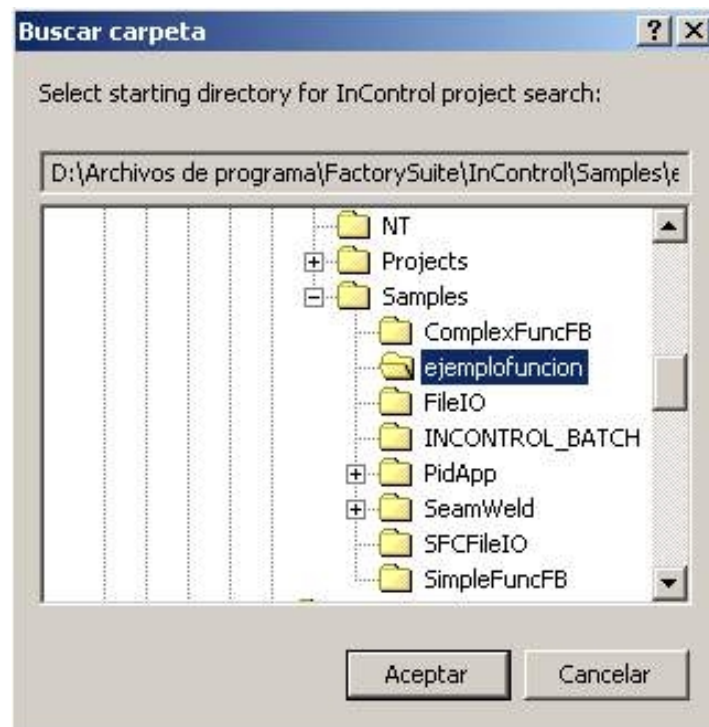 Buscar carpeta
Select starting directory for InControl project search:
D:\Archivos de programa\FactorySuite\InControl\Samples\e
NT
Projects
Samples
ComplexFuncFB
ejemplofuncion
FileIO
INCONTROL_BATCH
PidApp
SeamWeld
SFCFileIO
SimpleFuncFB
Aceptar Cancelar